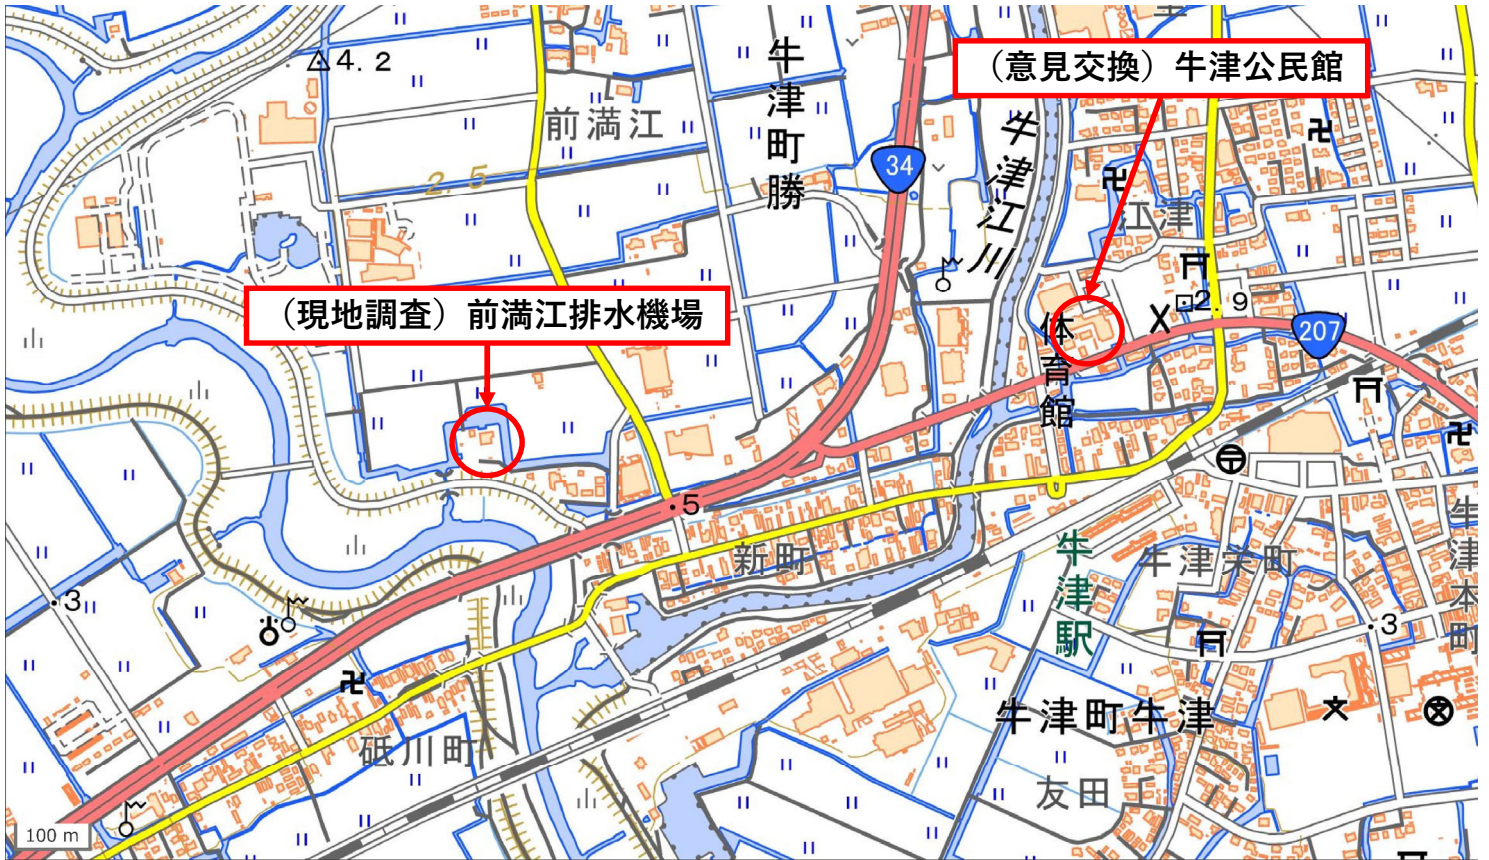 4.2
前満江
2.5
牛津町勝
34
牛津江川
(意見交換)牛津公民館
江津
2.9
207
体育館
(現地調査)前満江排水機場
5
新町
牛津駅
牛津栄町
牛津本町
3
3
砥川町
牛津町牛津
友田
100 m